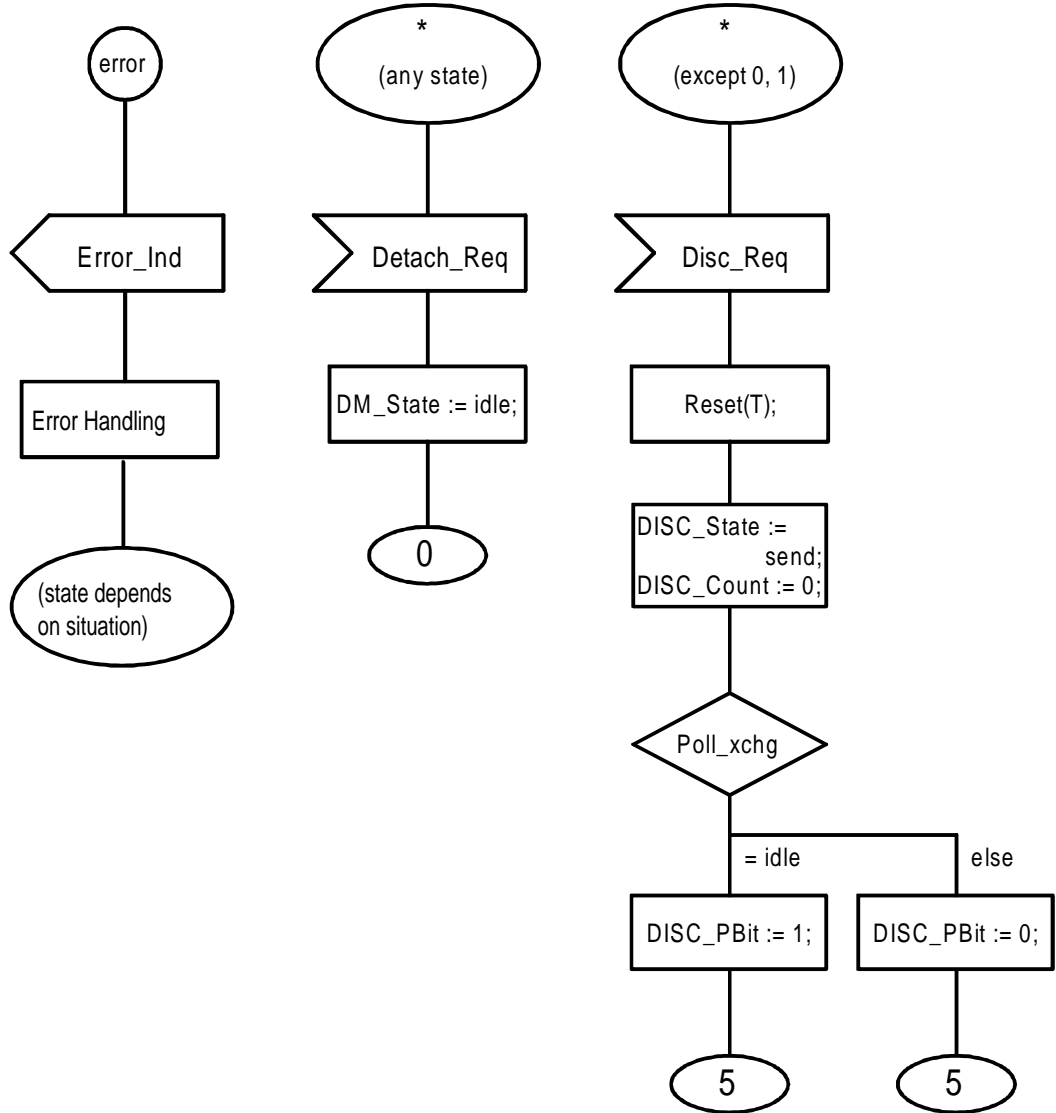 error
Error_Ind
Error Handling
(state depends
on situation)
*
(any state)
Detach_Req
DM_State := idle;
0
*
(except 0, 1)
Disc_Req
Reset(T);
DISC_State :=
send;
DISC_Count := 0;
Poll_xchg
= idle
else
DISC_PBit := 1;
DISC_PBit := 0;
5
5